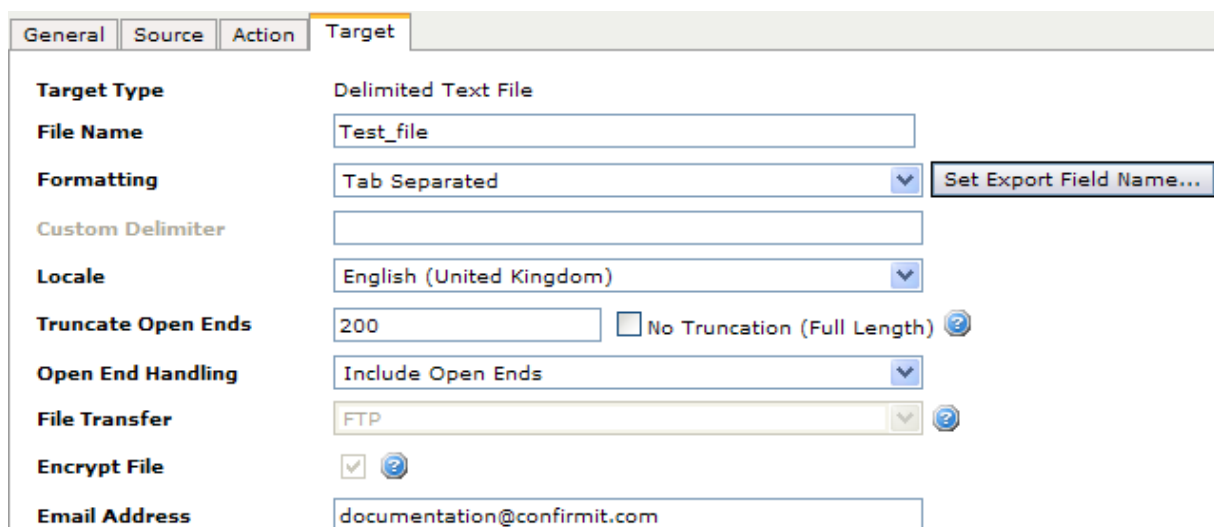 General Source Action Target
Target Type Delimited Text File
File Name Test_file
Formatting Tab Separated Set Export Field Name...
Custom Delimiter
Locale English (United Kingdom)
Truncate Open Ends 200 No Truncation (Full Length) ?
Open End Handling Include Open Ends
File Transfer FTP ?
Encrypt File ?
Email Address documentation@confirmit.com